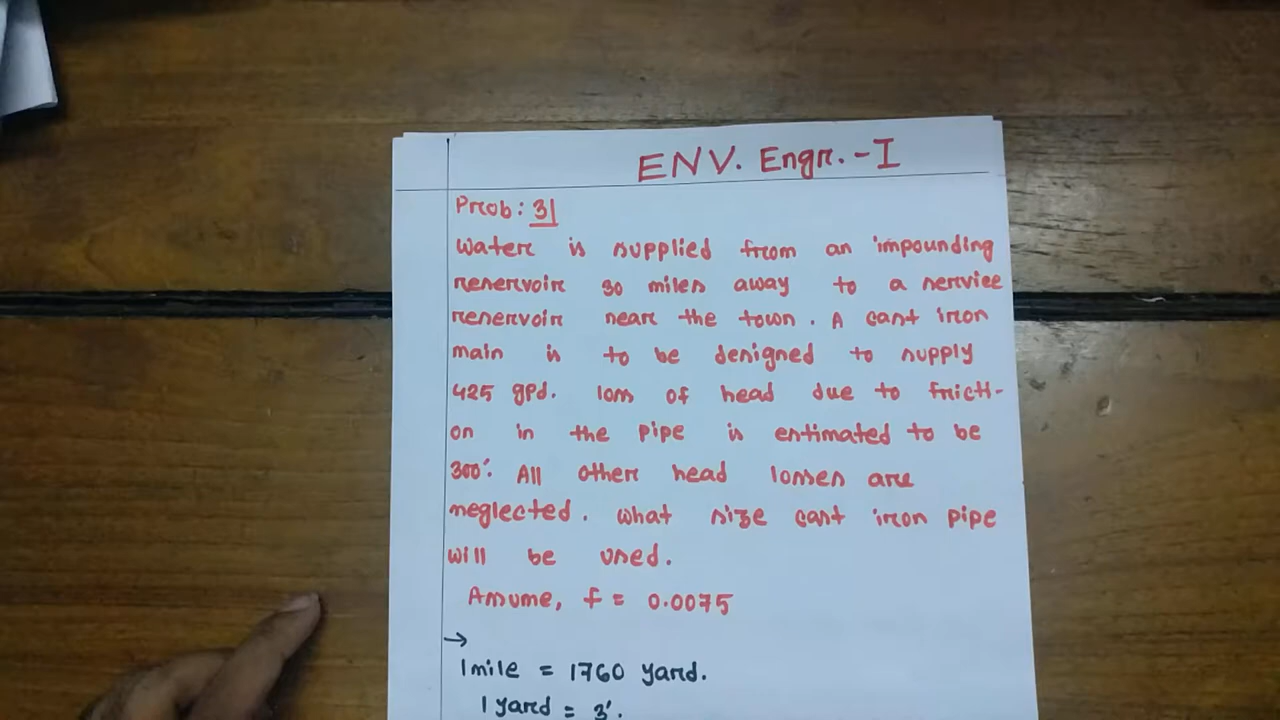 ENV. Engr. - I
Prob: 31
Water is supplied from an impounding
reservoir 30 miles away to a service
reservoir near the town. A cast iron
main is to be designed to supply
425 gpd. loss of head due to fricti-
on in the pipe is estimated to be
300'. All other head losses are
neglected. What size cast iron pipe
will be used.
Assume, f = 0.0075
→
1 mile = 1760 yard.
1 yard = 3'.